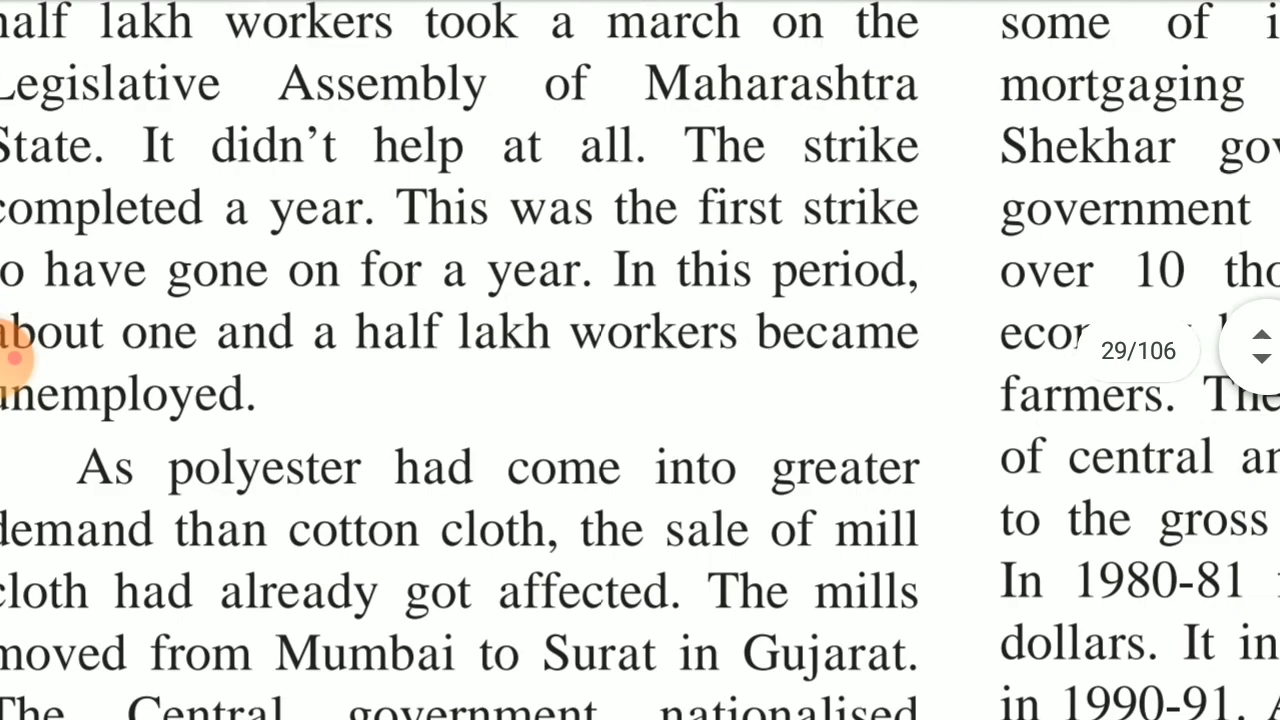 half lakh workers took a march on the
Legislative Assembly of Maharashtra
State. It didn't help at all. The strike
completed a year. This was the first strike
to have gone on for a year. In this period,
about one and a half lakh workers became
unemployed.
As polyester had come into greater
demand than cotton cloth, the sale of mill
cloth had already got affected. The mills
moved from Mumbai to Surat in Gujarat.
The Central government nationalised
some of
mortgaging
Shekhar
government
over 10
farmers. The
of central
to the gross
In 1980-81
dollars. It
in 1990-91.
29/106